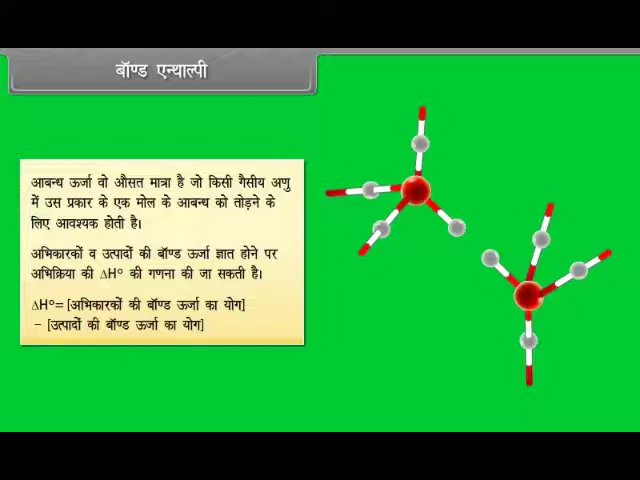 बॉण्ड एन्थाल्पी
आबन्ध ऊर्जा वो औसत मात्रा है जो किसी गैसीय अणु
में उस प्रकार के एक मोल के आबन्ध को तोड़ने के
लिए आवश्यक होती है।
अभिकारकों व उत्पादों की बॉण्ड ऊर्जा ज्ञात होने पर
अभिक्रिया की ΔH° की गणना की जा सकती है।
ΔH°= [अभिकारकों की बॉण्ड ऊर्जा का योग]
– [उत्पादों की बॉण्ड ऊर्जा का योग]